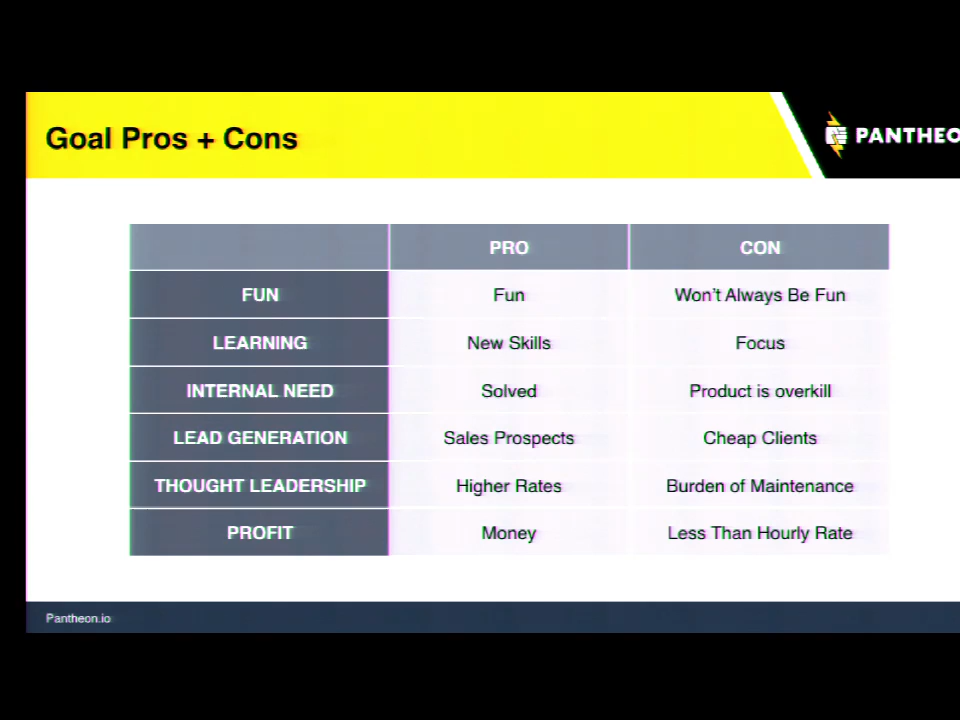 Goal Pros + Cons
PANTHEO
PRO CON
FUN Fun Won't Always Be Fun
LEARNING New Skills Focus
INTERNAL NEED Solved Product is overkill
LEAD GENERATION Sales Prospects Cheap Clients
THOUGHT LEADERSHIP Higher Rates Burden of Maintenance
PROFIT Money Less Than Hourly Rate
Pantheon.io